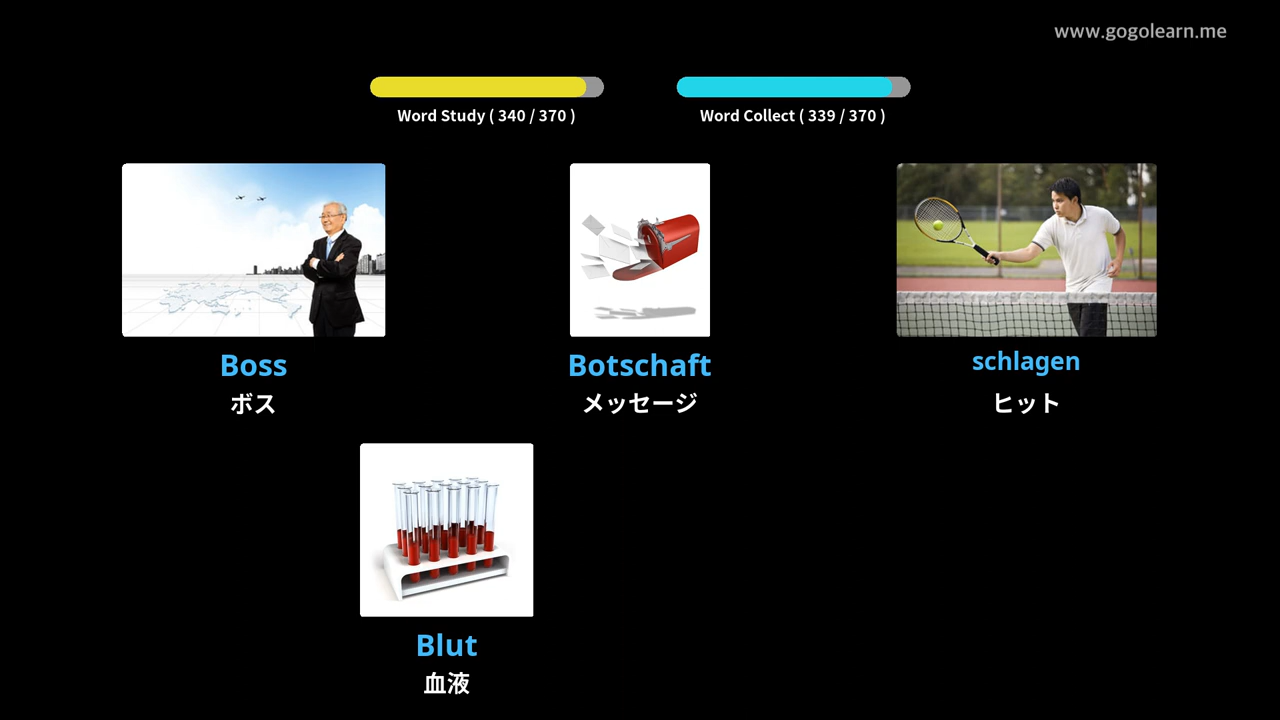 www.gogolearn.me
Word Study ( 340 / 370 )
Word Collect ( 339 / 370 )
Boss
ボス
Botschaft
メッセージ
schlagen
ヒット
Blut
血液